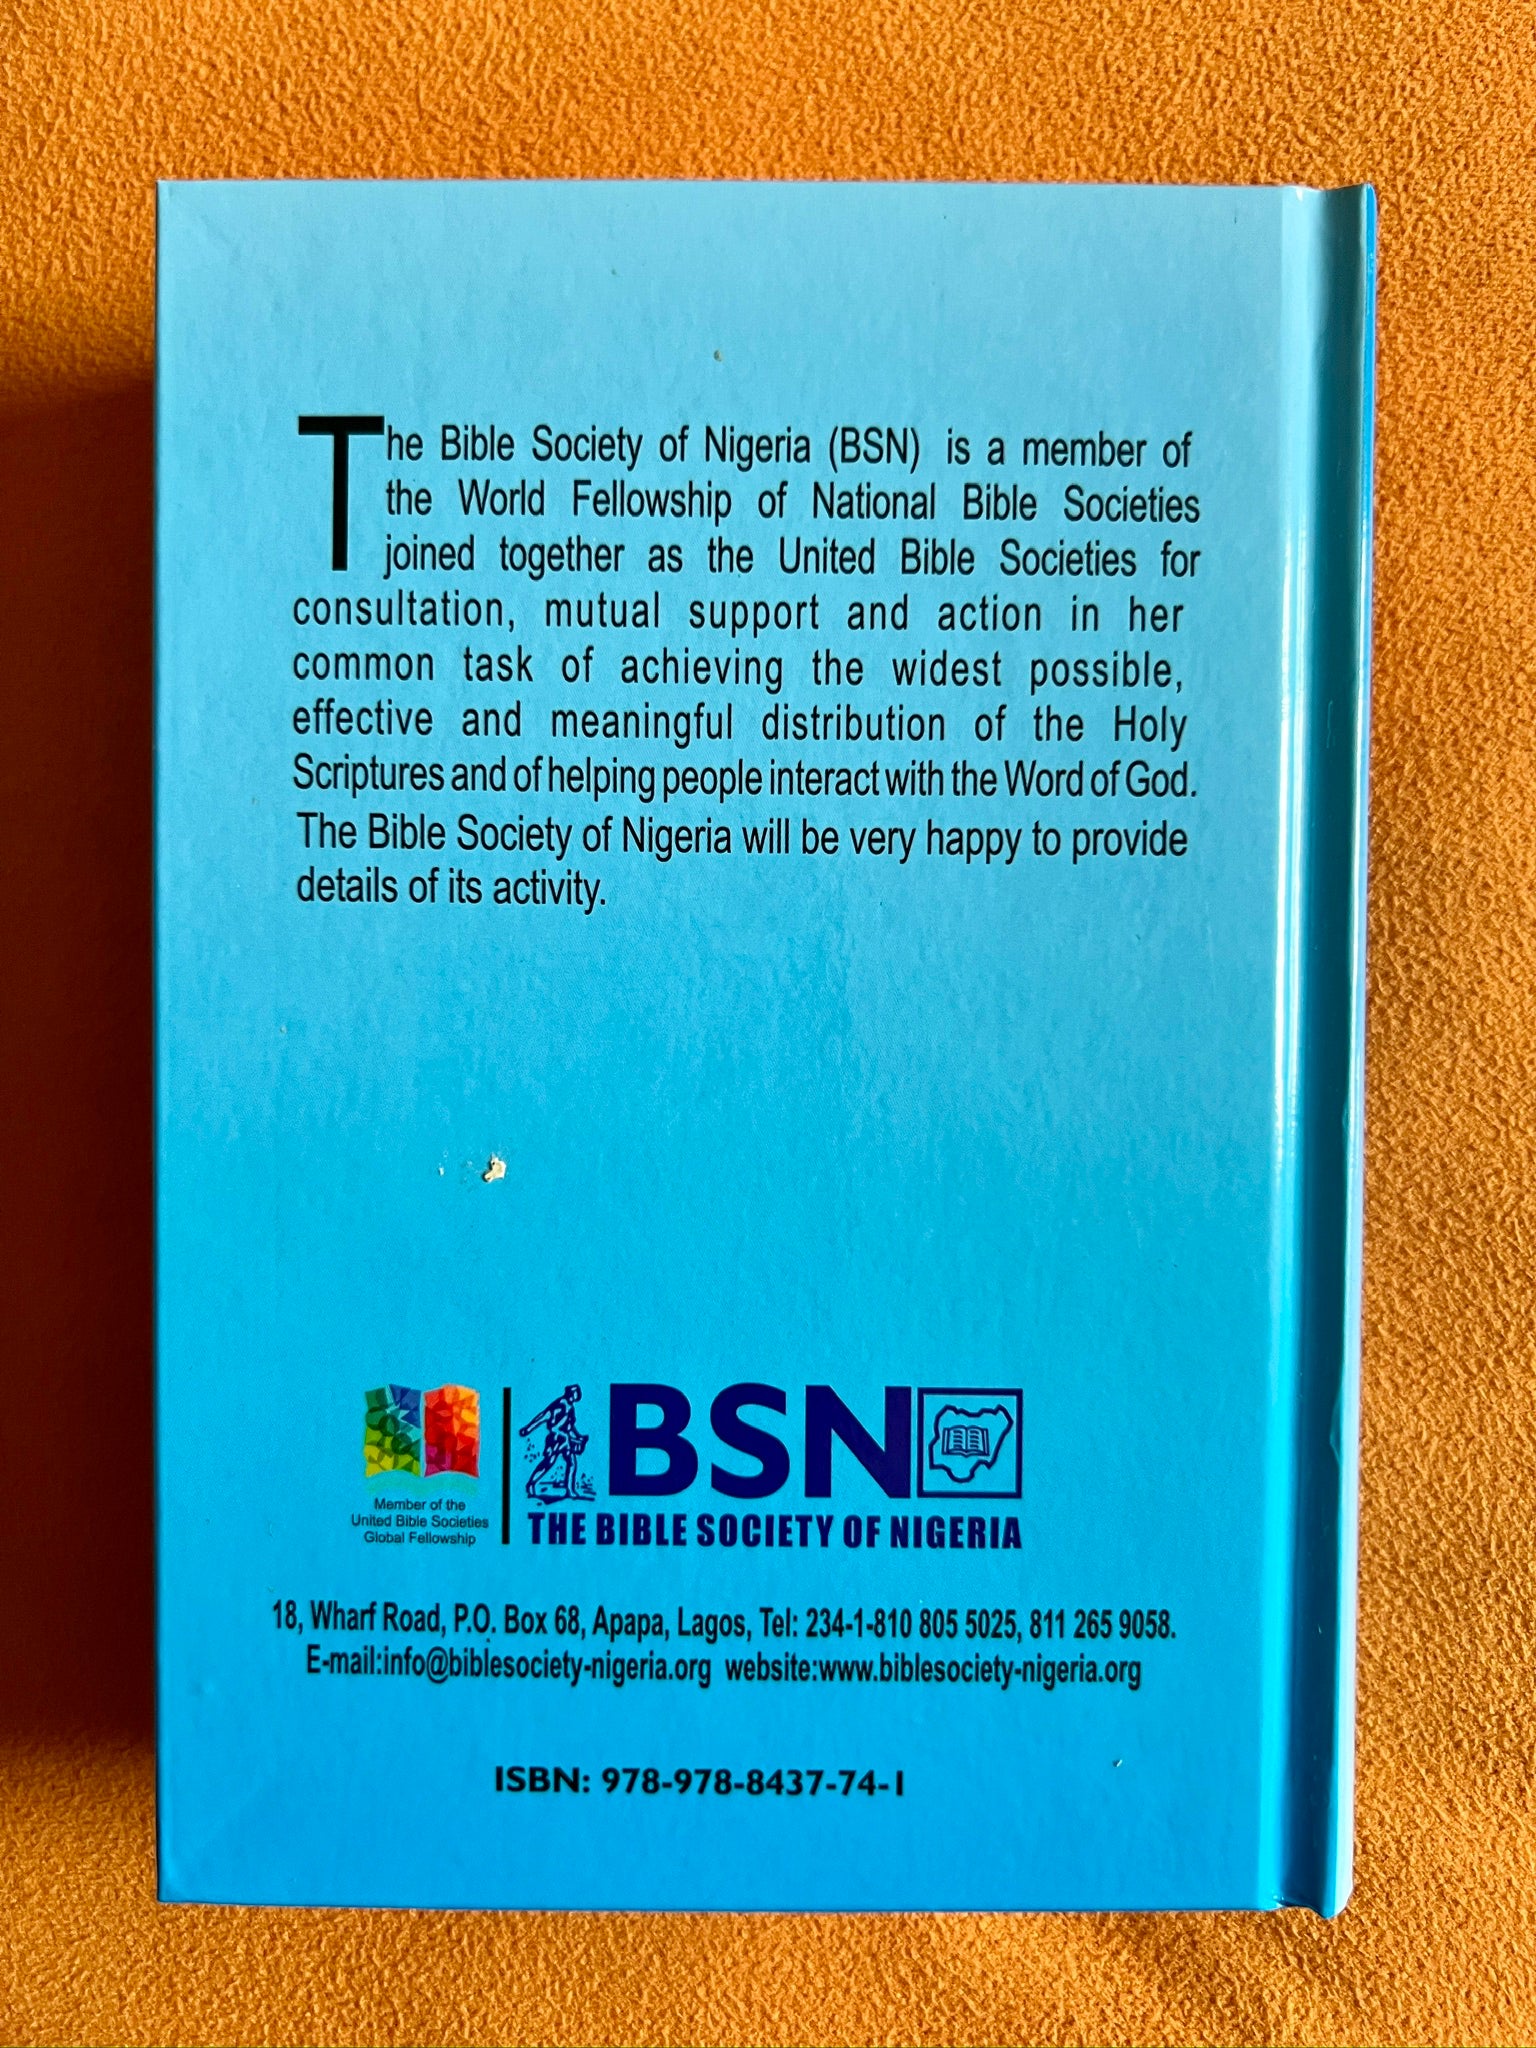 The Bible Society of Nigeria (BSN) is a member of
the World Fellowship of National Bible Societies
joined together as the United Bible Societies for
consultation, mutual support and action in her
common task of achieving the widest possible,
effective and meaningful distribution of the Holy
Scriptures and of helping people interact with the Word of God.
The Bible Society of Nigeria will be very happy to provide
details of its activity.
Member of the
United Bible Societies
Global Fellowship
BSN
THE BIBLE SOCIETY OF NIGERIA
18, Wharf Road, P.O. Box 68, Apapa, Lagos, Tel: 234-1-810 805 5025, 811 265 9058.
E-mail:info@biblesociety-nigeria.org website:www.biblesociety-nigeria.org
ISBN: 978-978-8437-74-1